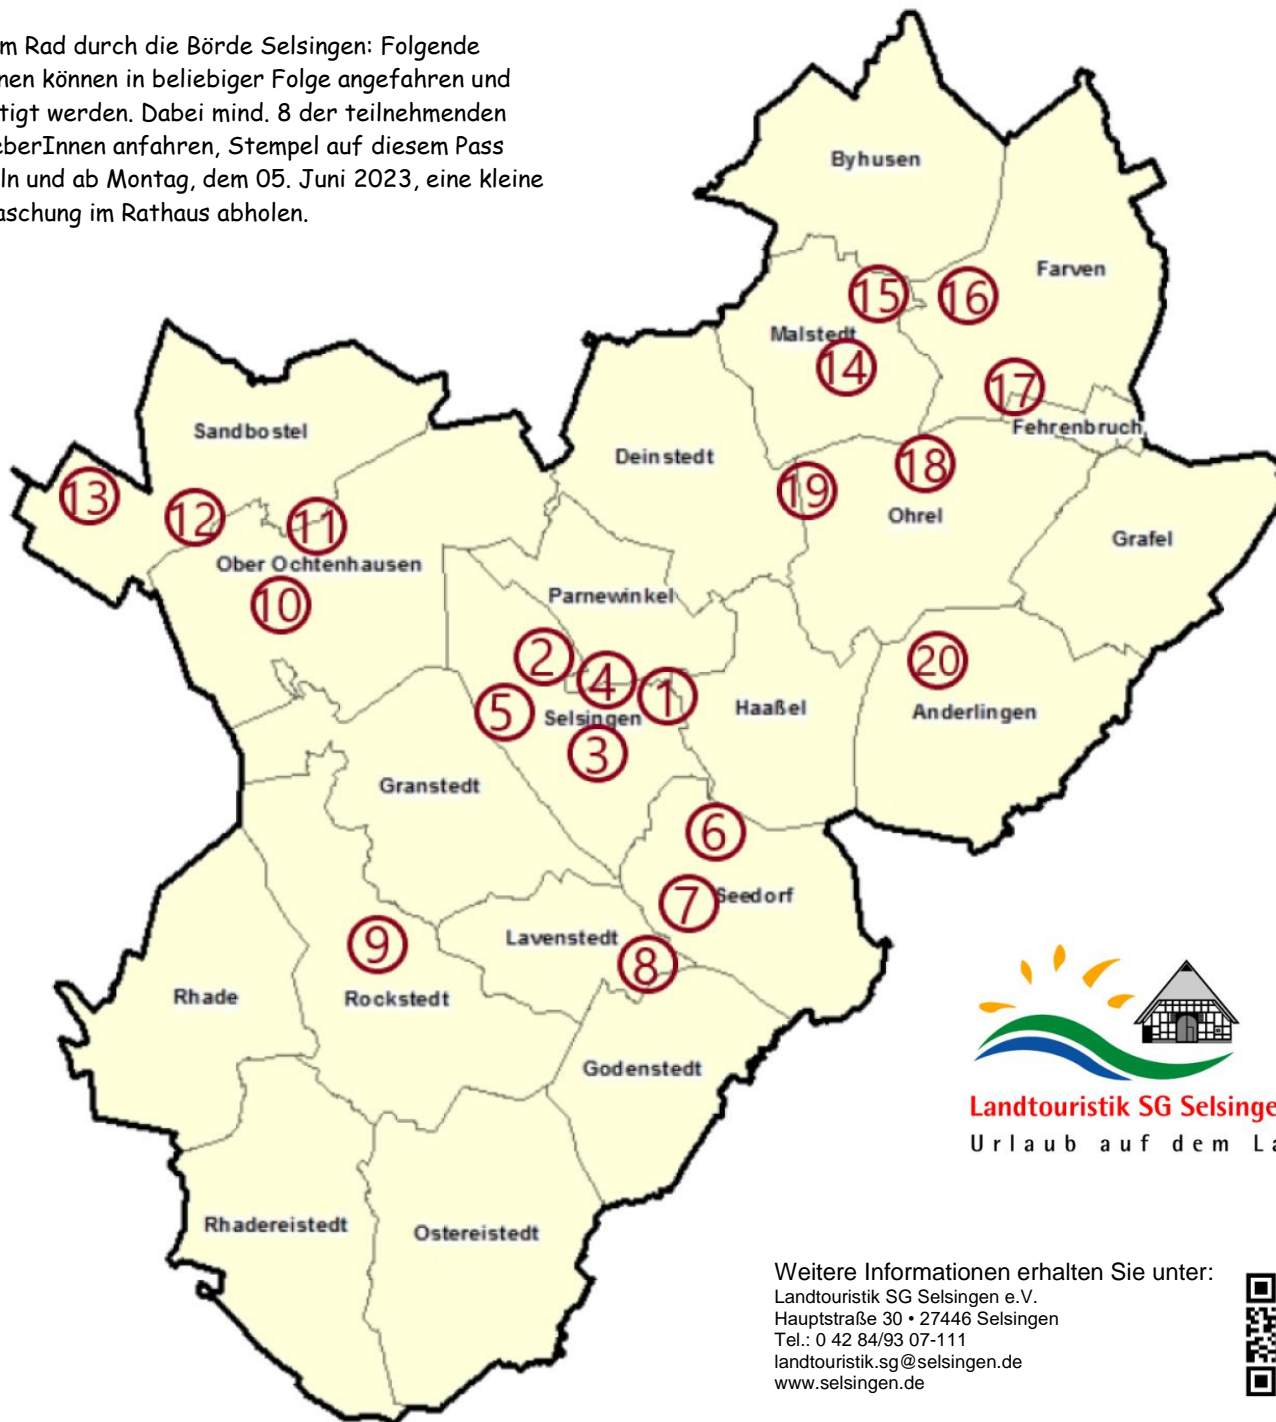 m Rad durch die Börde Selsingen: Folgende
nen können in beliebiger Folge angefahren und
tigt werden. Dabei mind. 8 der teilnehmenden
eberInnen anfahren, Stempel auf diesem Pass
ln und ab Montag, dem 05. Juni 2023, eine kleine
aschung im Rathaus abholen.
Byhusen
Farven
15
16
Malstedt
14
17
Fehrenbruch
Sandbostel
Deinstedt
18
13
19
12
11
Ohrel
Grafel
Ober Ochtenhausen
10
Parnewinkel
2
4
1
20
5
Selsingen
Haaßel
Anderlingen
3
Granstedt
6
7
Seedorf
9
Lavenstedt
8
Rhade
Rockstedt
Godenstedt
Landtouristik SG Selsinge
Urlaub auf dem La
Rhadereistedt
Ostereistedt
Weitere Informationen erhalten Sie unter:
Landtouristik SG Selsingen e.V.
Hauptstraße 30 • 27446 Selsingen
Tel.: 0 42 84/93 07-111
landtouristik.sg@selsingen.de
www.selsingen.de